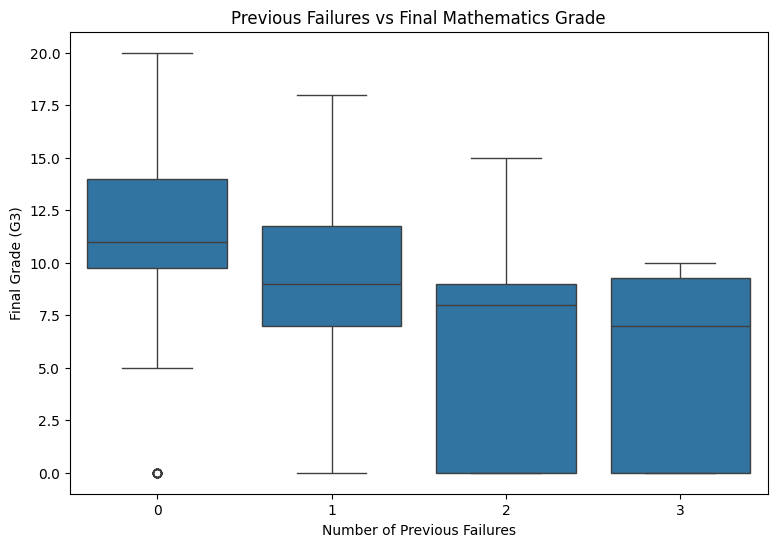 Previous Failures vs Final Mathematics Grade
Final Grade (G3)
20.0
17.5
15.0
12.5
10.0
7.5
5.0
2.5
0.0
0 1 2 3
Number of Previous Failures